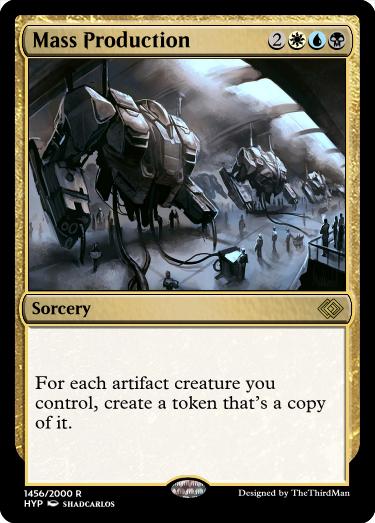 Mass Production 2
Sorcery
For each artifact creature you
control, create a token that's a copy
of it.
1456/2000 R
HYP SHADCARLOS Designed by TheThirdMan